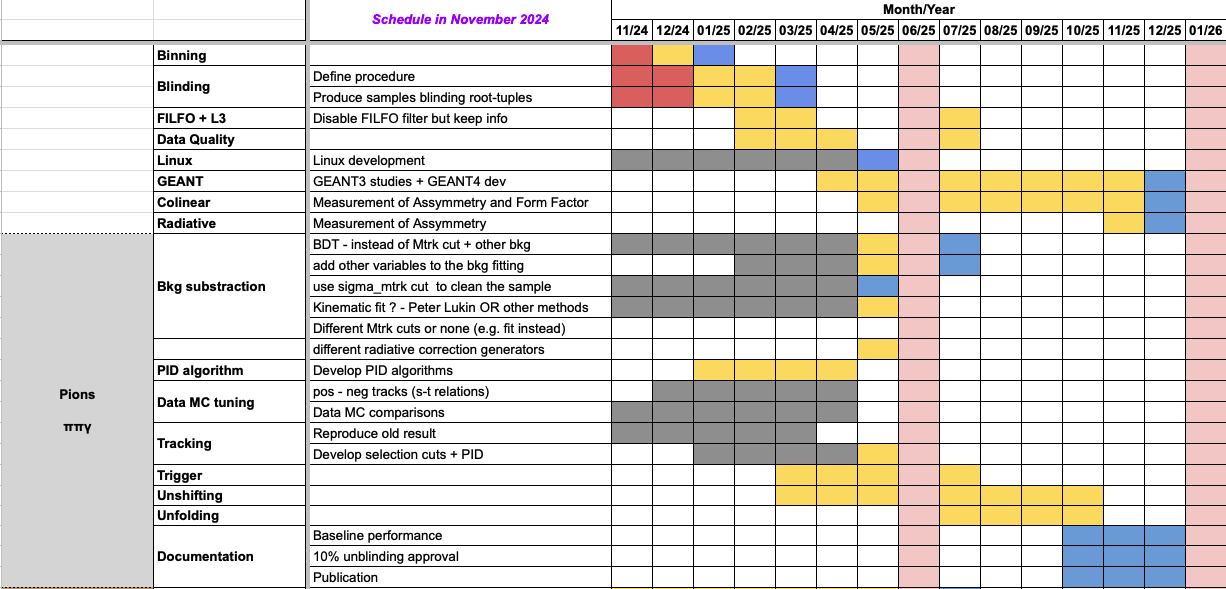 Month/Year
Schedule in November 2024
11/24 12/24 01/25 02/25 03/25 04/25 05/25 06/25 07/25 08/25 09/25 10/25 11/25 12/25 01/26
Binning
Blinding
Define procedure
Produce samples blinding root-tuples
FILFO + L3
Disable FILFO filter but keep info
Data Quality
Linux
Linux development
GEANT
GEANT3 studies + GEANT4 dev
Colinear
Measurement of Assymmetry and Form Factor
Radiative
Measurement of Assymmetry
Pions
ππγ
Bkg substraction
BDT - instead of Mtrk cut + other bkg
add other variables to the bkg fitting
use sigma_mtrk cut to clean the sample
Kinematic fit ? - Peter Lukin OR other methods
Different Mtrk cuts or none (e.g. fit instead)
different radiative correction generators
PID algorithm
Develop PID algorithms
Data MC tuning
pos - neg tracks (s-t relations)
Data MC comparisons
Tracking
Reproduce old result
Develop selection cuts + PID
Trigger
Unshifting
Unfolding
Documentation
Baseline performance
10% unblinding approval
Publication